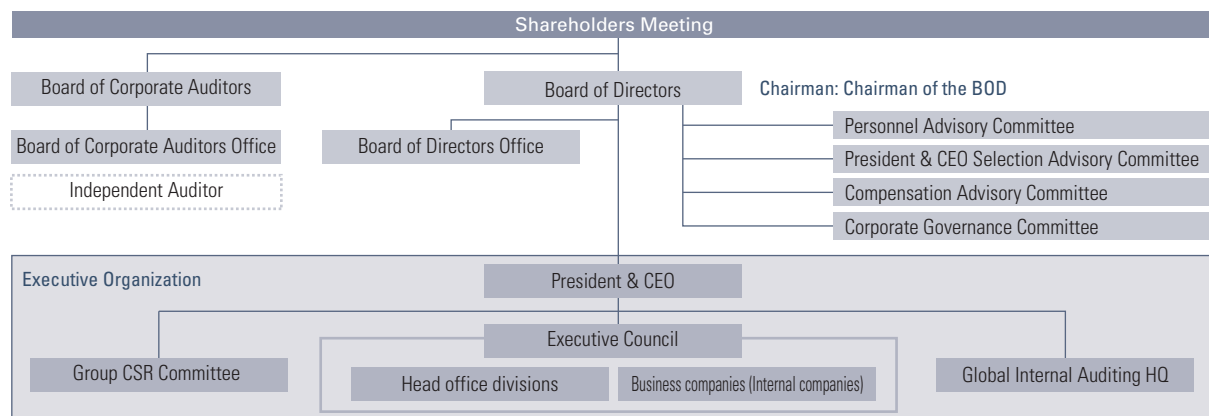 Shareholders Meeting
Board of Corporate Auditors
Board of Directors
Chairman: Chairman of the BOD
Board of Corporate Auditors Office
Board of Directors Office
Personnel Advisory Committee
President & CEO Selection Advisory Committee
Independent Auditor
Compensation Advisory Committee
Corporate Governance Committee
Executive Organization
President & CEO
Executive Council
Group CSR Committee
Head office divisions
Business companies (Internal companies)
Global Internal Auditing HQ